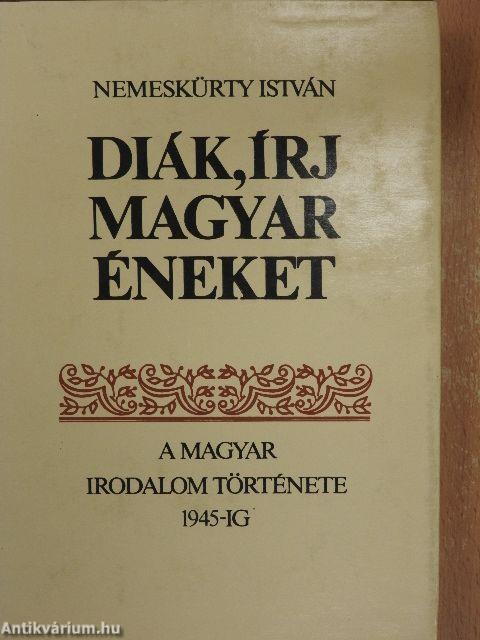 NEMESKÜRTY ISTVÁN
DIÁK, ÍRJ
MAGYAR
ÉNEKET
A MAGYAR
IRODALOM TÖRTÉNETE
1945-IG
Antikvárium.hu